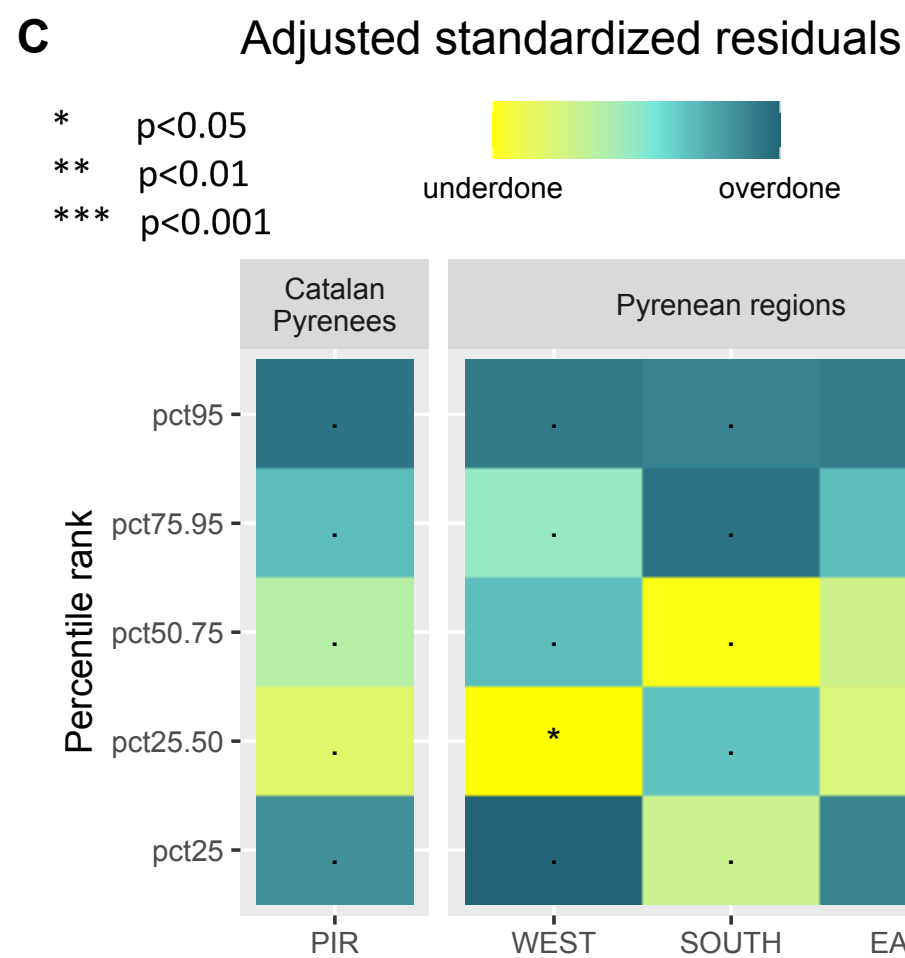 C
Adjusted standardized residuals
* p<0.05
** p<0.01
*** p<0.001
underdone overdone
Catalan
Pyrenees
Pyrenean regions
Percentile rank
pct95 . . .
pct75.95 . . .
pct50.75 . . .
pct25.50 . * .
pct25 . . .
PIR WEST SOUTH EA